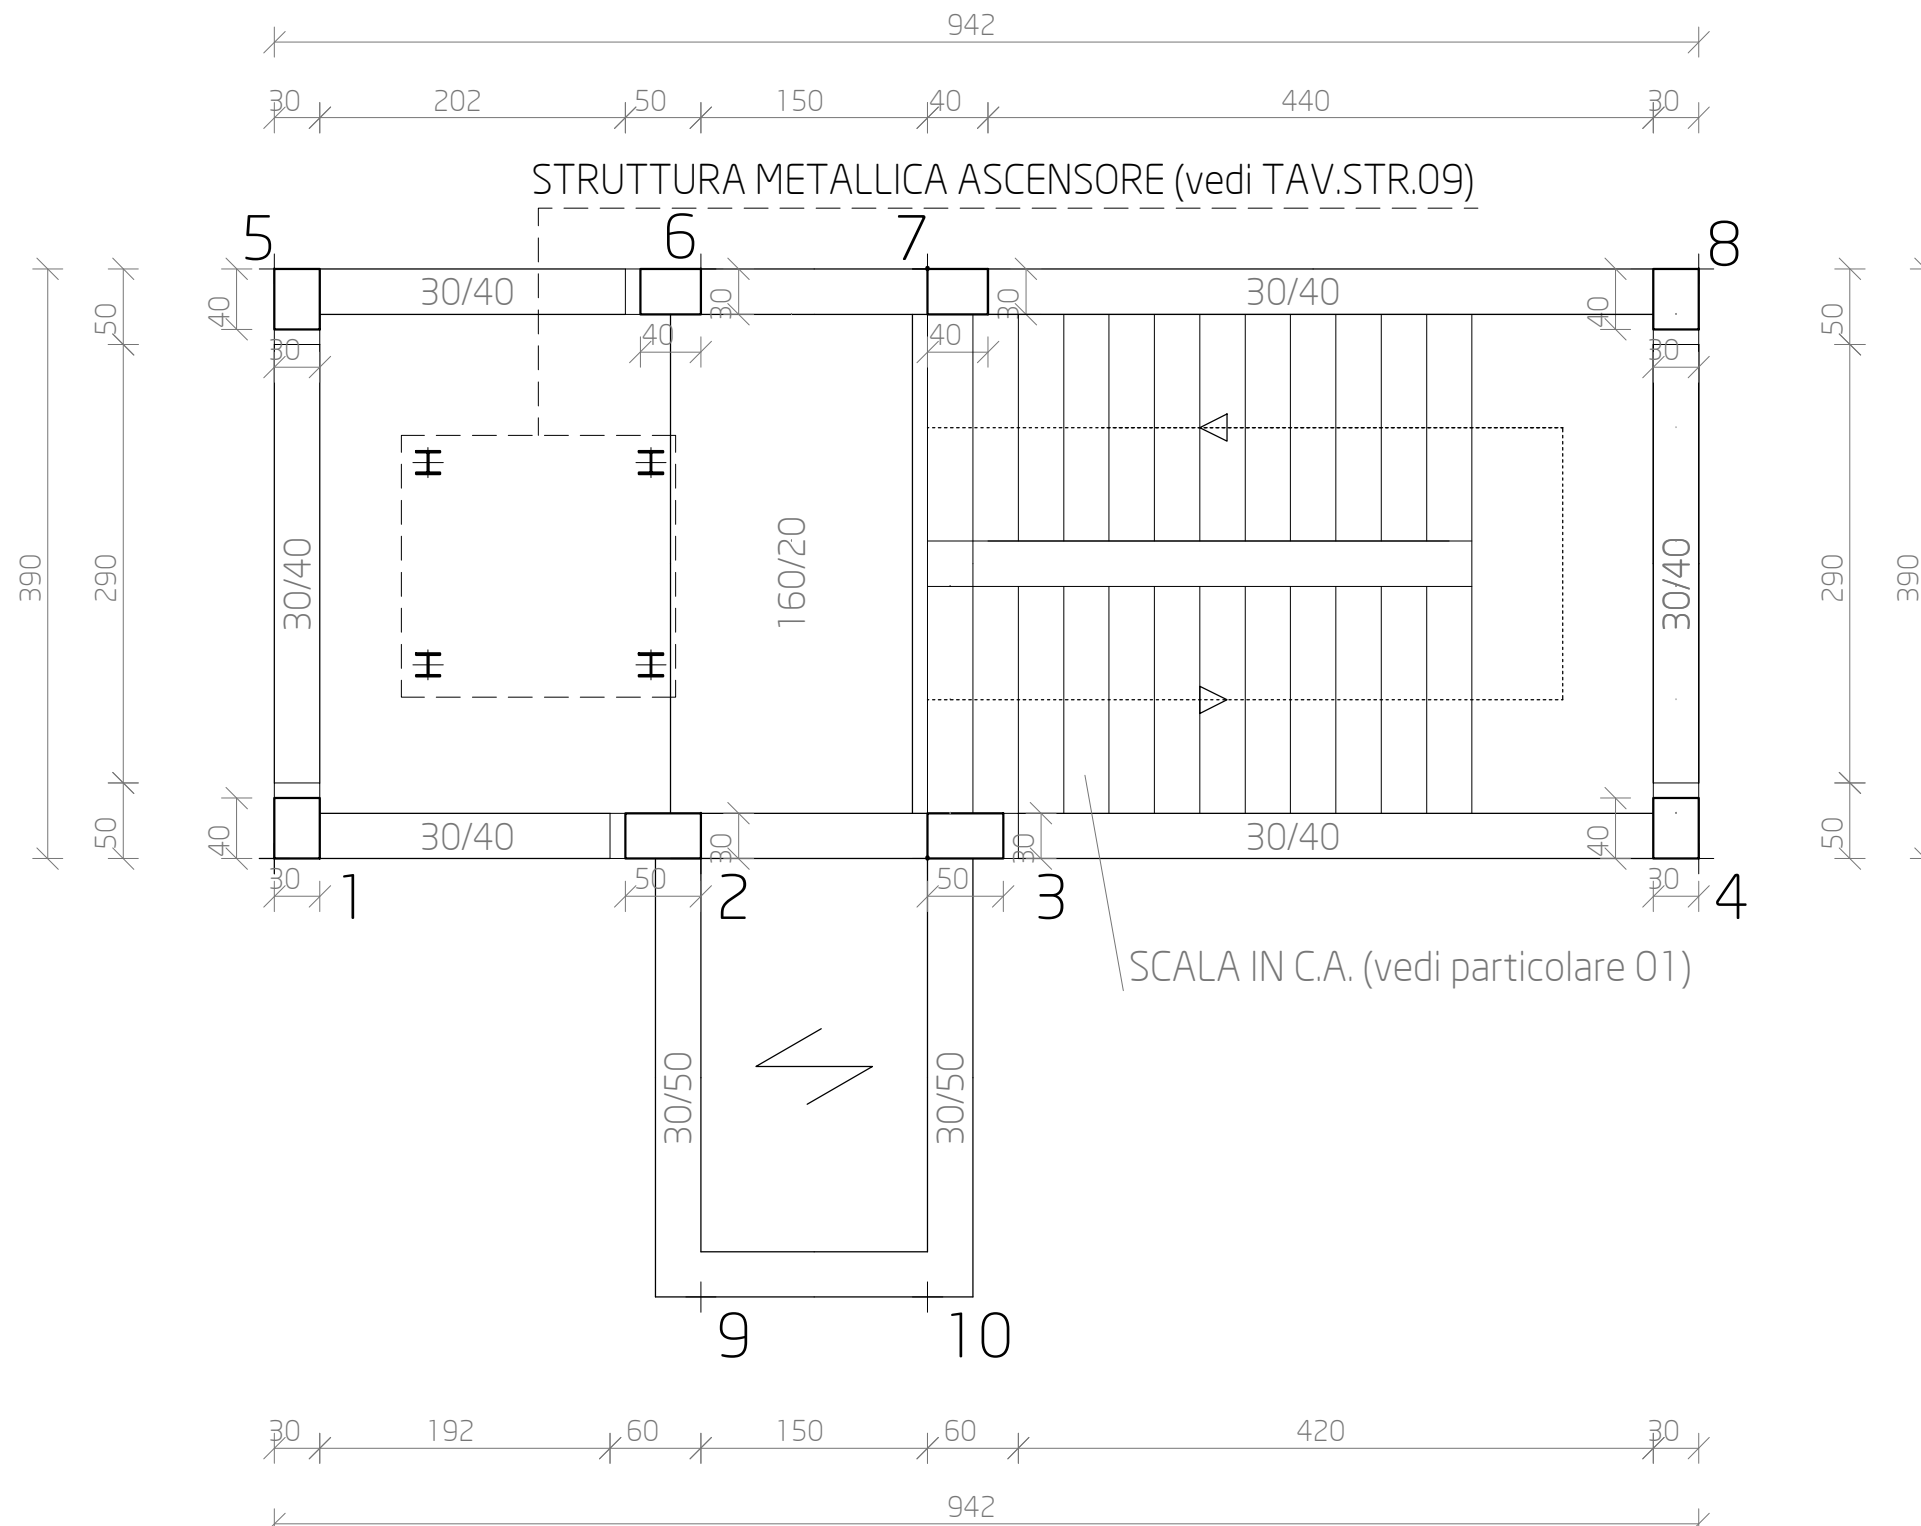 942
30 202 50 150 40 440 30
STRUTTURA METALLICA ASCENSORE (vedi TAV.STR.09)
5 6 7 8
30/40 30/40
50 40 30 30 40 50
30 40 40 30
390 290 30/40 160/20 30/40 290 390
50 40 30/40 30 30 30/40 40 50
30 50 50 30
1 2 3 4
SCALA IN C.A. (vedi particolare 01)
30/50 30/50
9 10
30 192 60 150 60 420 30
942